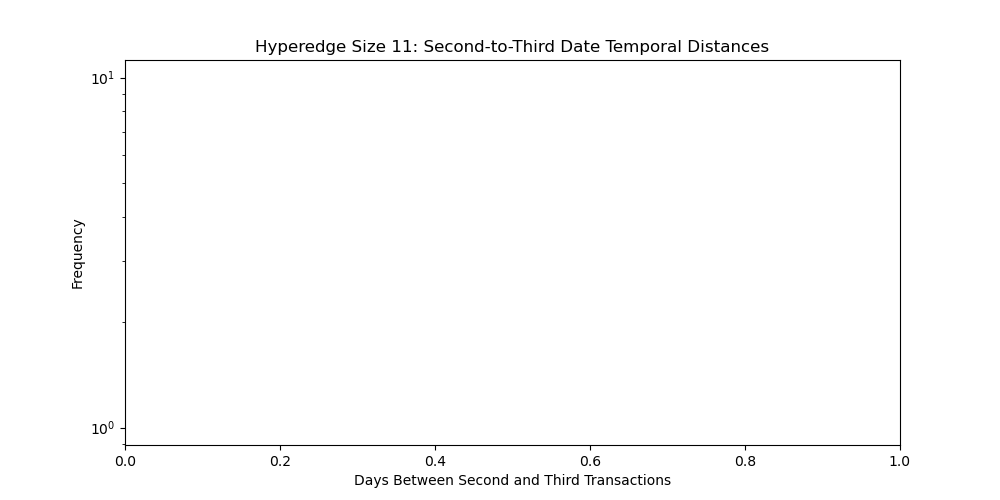 Hyperedge Size 11: Second-to-Third Date Temporal Distances
10¹
Frequency
10⁰
0.0 0.2 0.4 0.6 0.8 1.0
Days Between Second and Third Transactions